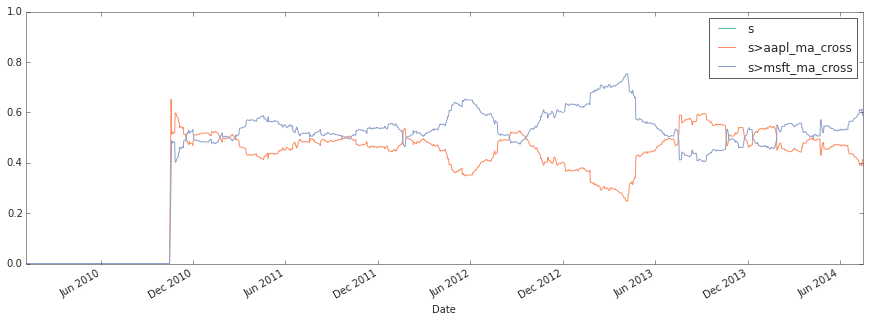 1.0
0.8
0.6
0.4
0.2
0.0
s
s>aapl_ma_cross
s>msft_ma_cross
Jun 2010
Dec 2010
Jun 2011
Dec 2011
Jun 2012
Dec 2012
Jun 2013
Dec 2013
Jun 2014
Date